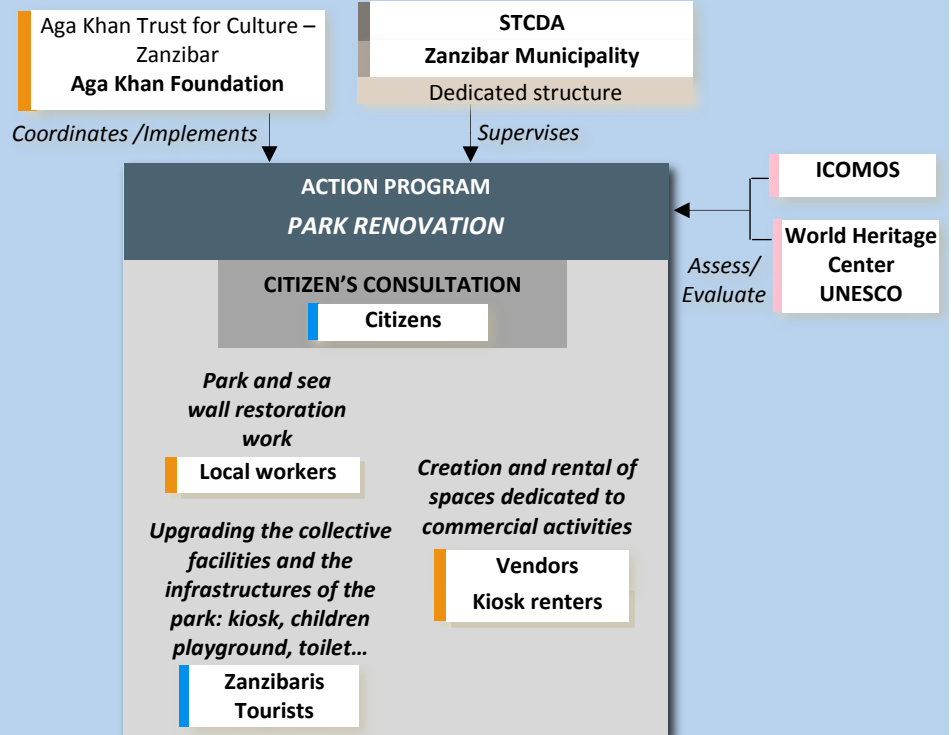 Aga Khan Trust for Culture –
Zanzibar
Aga Khan Foundation
STCDA
Zanzibar Municipality
Dedicated structure
Coordinates /Implements
Supervises
ACTION PROGRAM
PARK RENOVATION
ICOMOS
World Heritage
Center
UNESCO
Assess/
Evaluate
CITIZEN'S CONSULTATION
Citizens
Park and sea
wall restoration
work
Local workers
Creation and rental of
spaces dedicated to
commercial activities
Vendors
Kiosk renters
Upgrading the collective
facilities and the
infrastructures of the
park: kiosk, children
playground, toilet…
Zanzibaris
Tourists